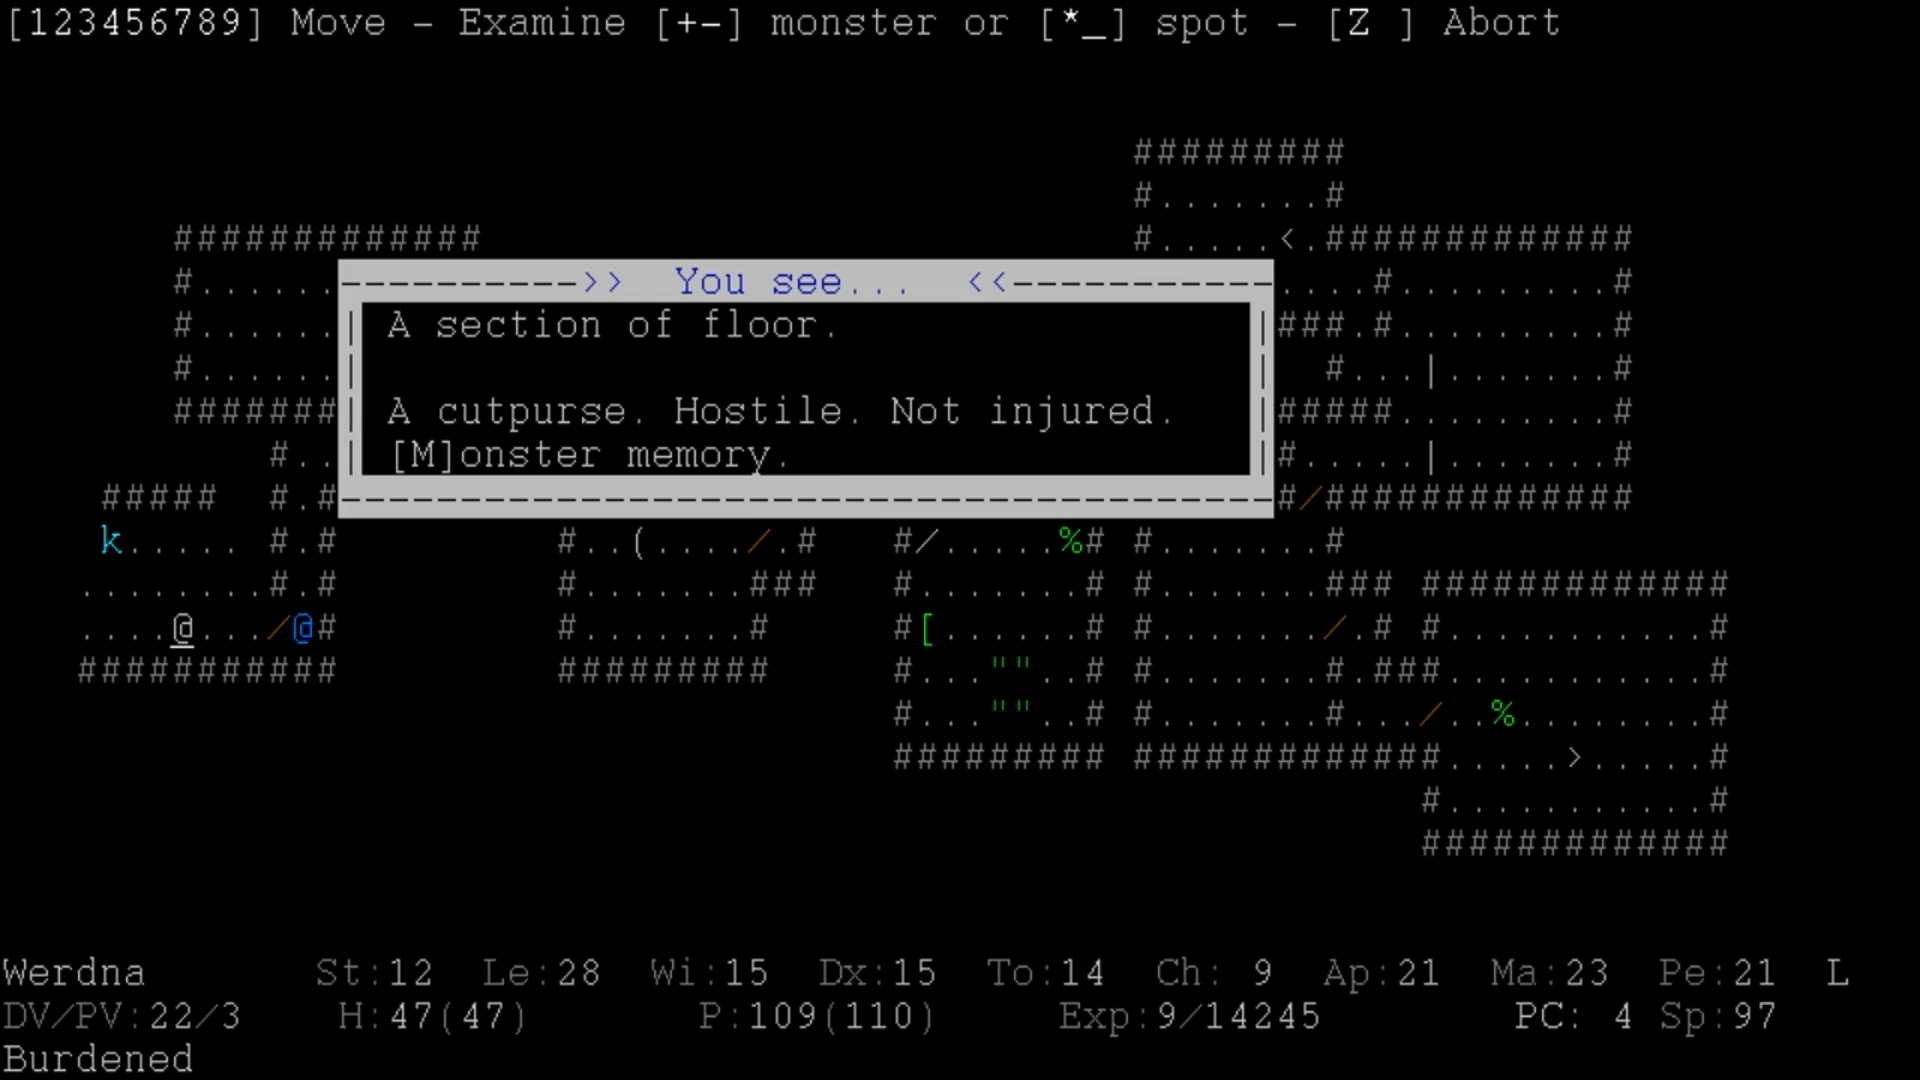 [123456789] Move - Examine [+-] monster or [*_] spot - [Z ] Abort
#########
#.......#
############# #.....<.#############
#...... ----------->>  You see...  <<----------- ....#.........#
#...... A section of floor. ###.#.........#
#...... #...|.......#
####### A cutpurse. Hostile. Not injured. #####.........#
#.. [M]onster memory. #.....|.......#
##### #.# #/#############
k..... #.# #..(..../.# #/.....%# #.......#
........#.# #.......### #.......# #.......### #############
....@.../@# #.......# #[......# #......./.# #...........#
########### ######### #...""..# #.......#.###...........#
#...""..# #.......#.../..%........#
######### #############.....>.....#
#...........#
#############
Werdna St:12 Le:28 Wi:15 Dx:15 To:14 Ch: 9 Ap:21 Ma:23 Pe:21 L
DV/PV:22/3 H:47(47) P:109(110) Exp:9/14245 PC: 4 Sp:97
Burdened